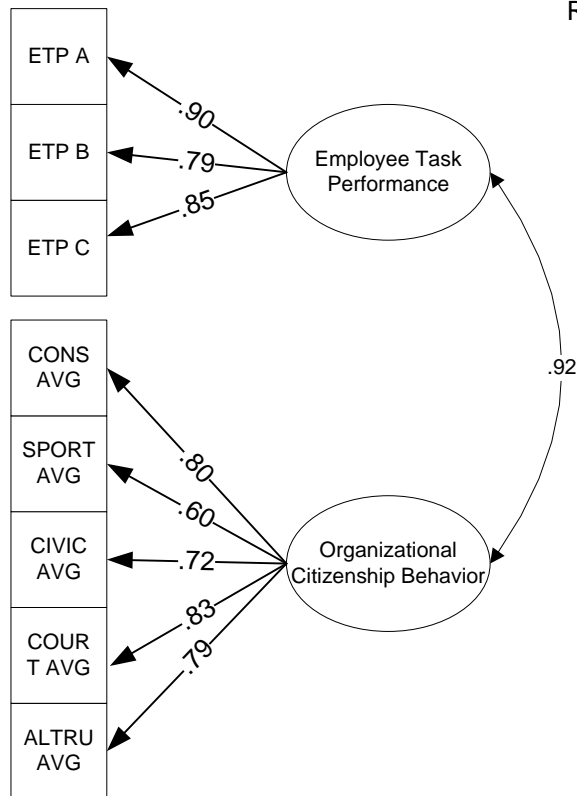 R
ETP A
.90
ETP B
.79
ETP C
.85
Employee Task
Performance
.92
CONS
AVG
.80
SPORT
AVG
.60
CIVIC
AVG
.72
COUR
T AVG
.83
ALTRU
AVG
.79
Organizational
Citizenship Behavior